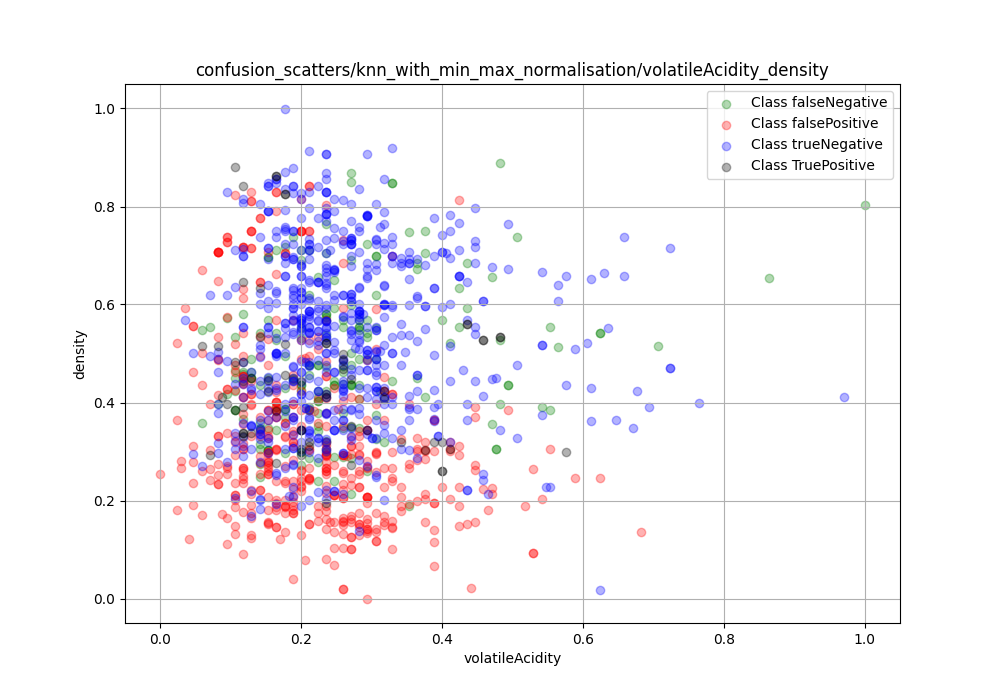 confusion_scatters/knn_with_min_max_normalisation/volatileAcidity_density
Class falseNegative
Class falsePositive
Class trueNegative
Class TruePositive
1.0
0.8
0.6
0.4
0.2
0.0
density
0.0 0.2 0.4 0.6 0.8 1.0
volatileAcidity